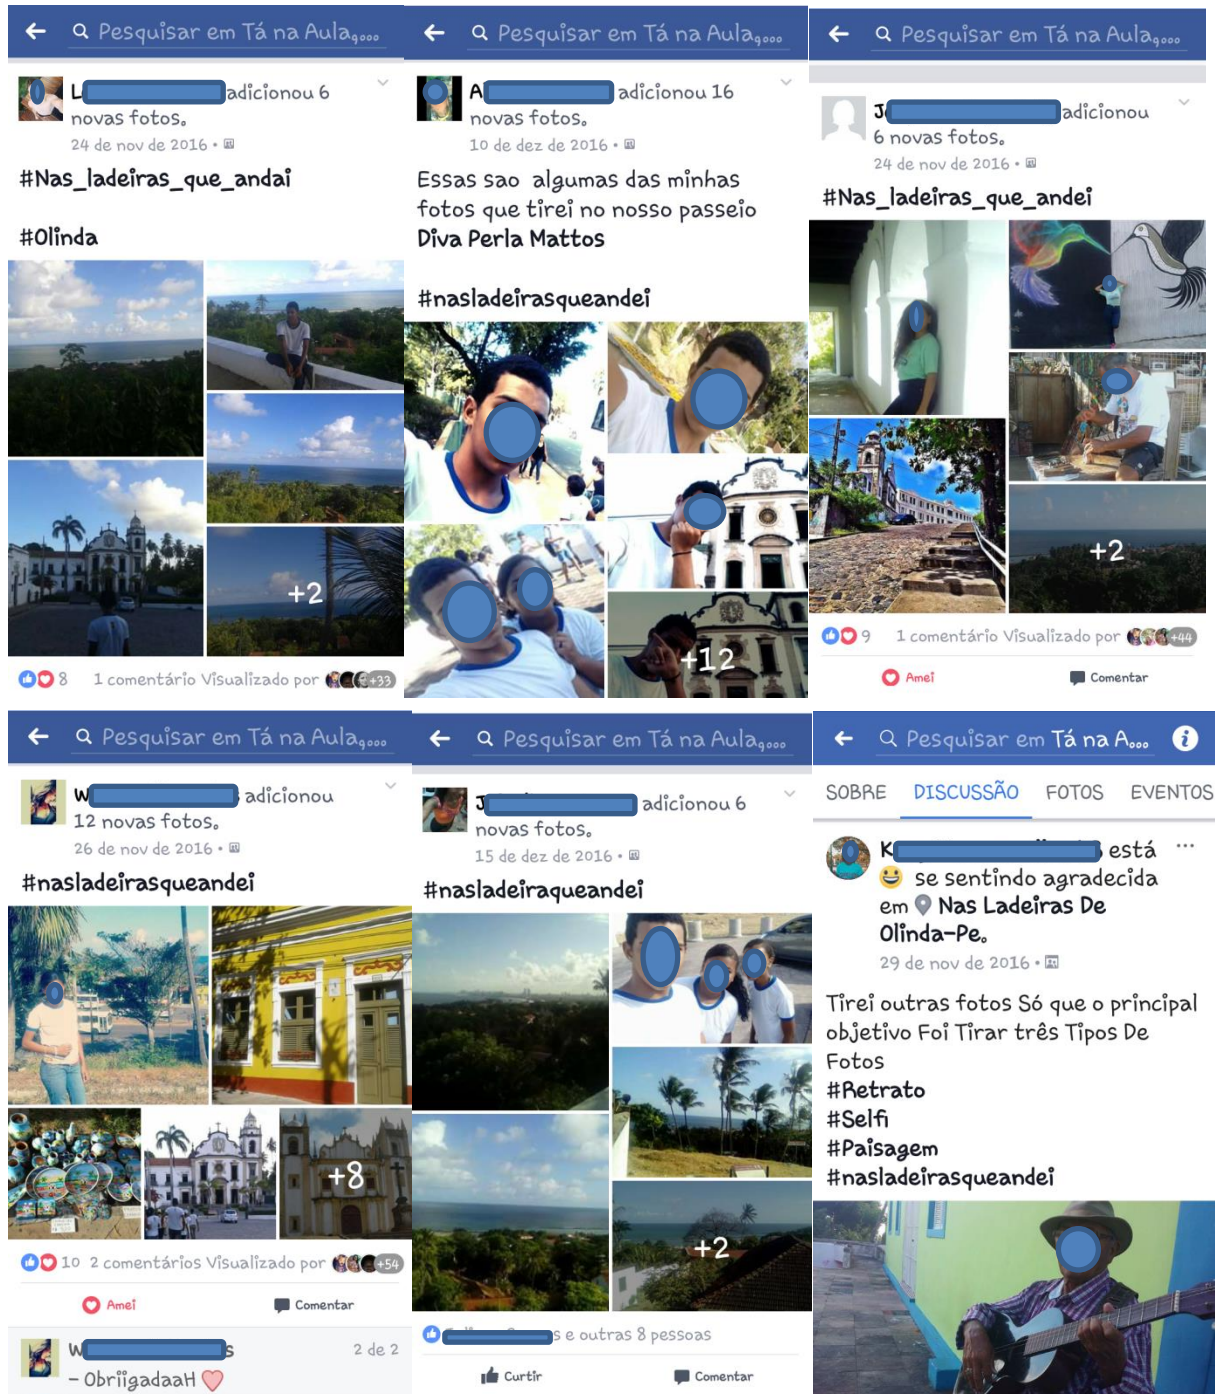 Pesquisar em Tá na Aula,...
L adicionou 6
novas fotos.
24 de nov de 2016 •
#Nas_ladeiras_que_andai
#Olinda
+2
8 1 comentário Visualizado por +33
Pesquisar em Tá na Aula,...
A adicionou 16
novas fotos.
10 de dez de 2016 •
Essas sao algumas das minhas
fotos que tirei no nosso passeio
Diva Perla Mattos
#nasladeirasqueandei
+12
Pesquisar em Tá na Aula,...
Je adicionou
6 novas fotos.
24 de nov de 2016 •
#Nas_ladeiras_que_andei
+2
9 1 comentário Visualizado por +44
Amei Comentar
Pesquisar em Tá na Aula,...
W adicionou
12 novas fotos.
26 de nov de 2016 •
#nasladeirasqueandei
+8
10 2 comentários Visualizado por +54
Amei Comentar
W s 2 de 2
- ObriigadaaH
Pesquisar em Tá na Aula,...
J adicionou 6
novas fotos.
15 de dez de 2016 •
#nasladeiraqueandei
+2
s e outras 8 pessoas
Curtir Comentar
Pesquisar em Tá na A...
SOBRE DISCUSSÃO FOTOS EVENTOS
K está
se sentindo agradecida
em Nas Ladeiras De
Olinda-Pe.
29 de nov de 2016 •
Tirei outras fotos Só que o principal
objetivo Foi Tirar três Tipos De
Fotos
#Retrato
#Selfi
#Paisagem
#nasladeirasqueandei